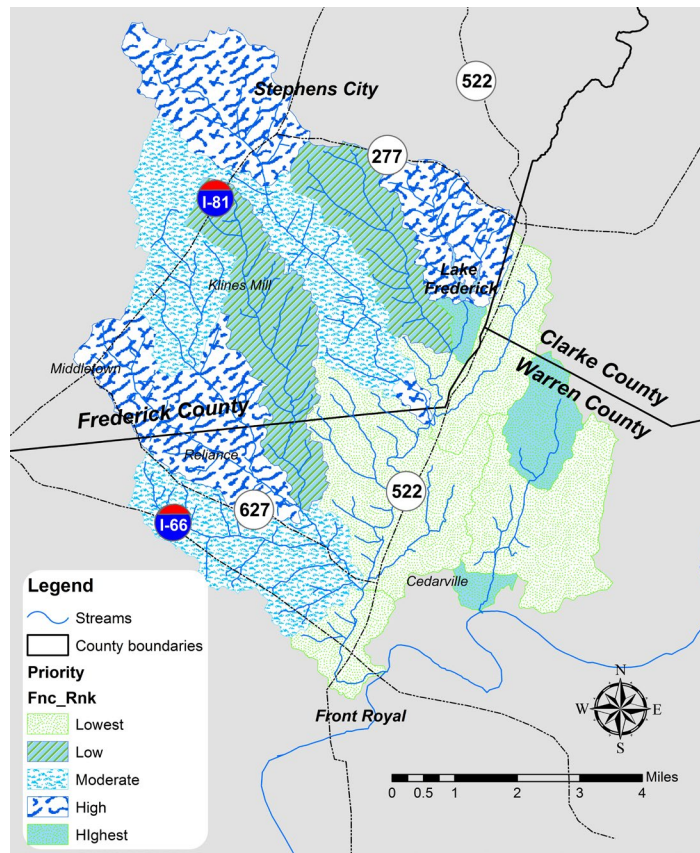 Stephens City
522
277
I-81
Lake
Frederick
Klines Mill
Clarke County
Middletown
Warren County
Frederick County
Reliance
522
627
I-66
Cedarville
Legend
Streams
County boundaries
Priority
Fnc_Rnk
Lowest
Low
Moderate
High
HIghest
Front Royal
N
W E
S
Miles
0 0.5 1 2 3 4